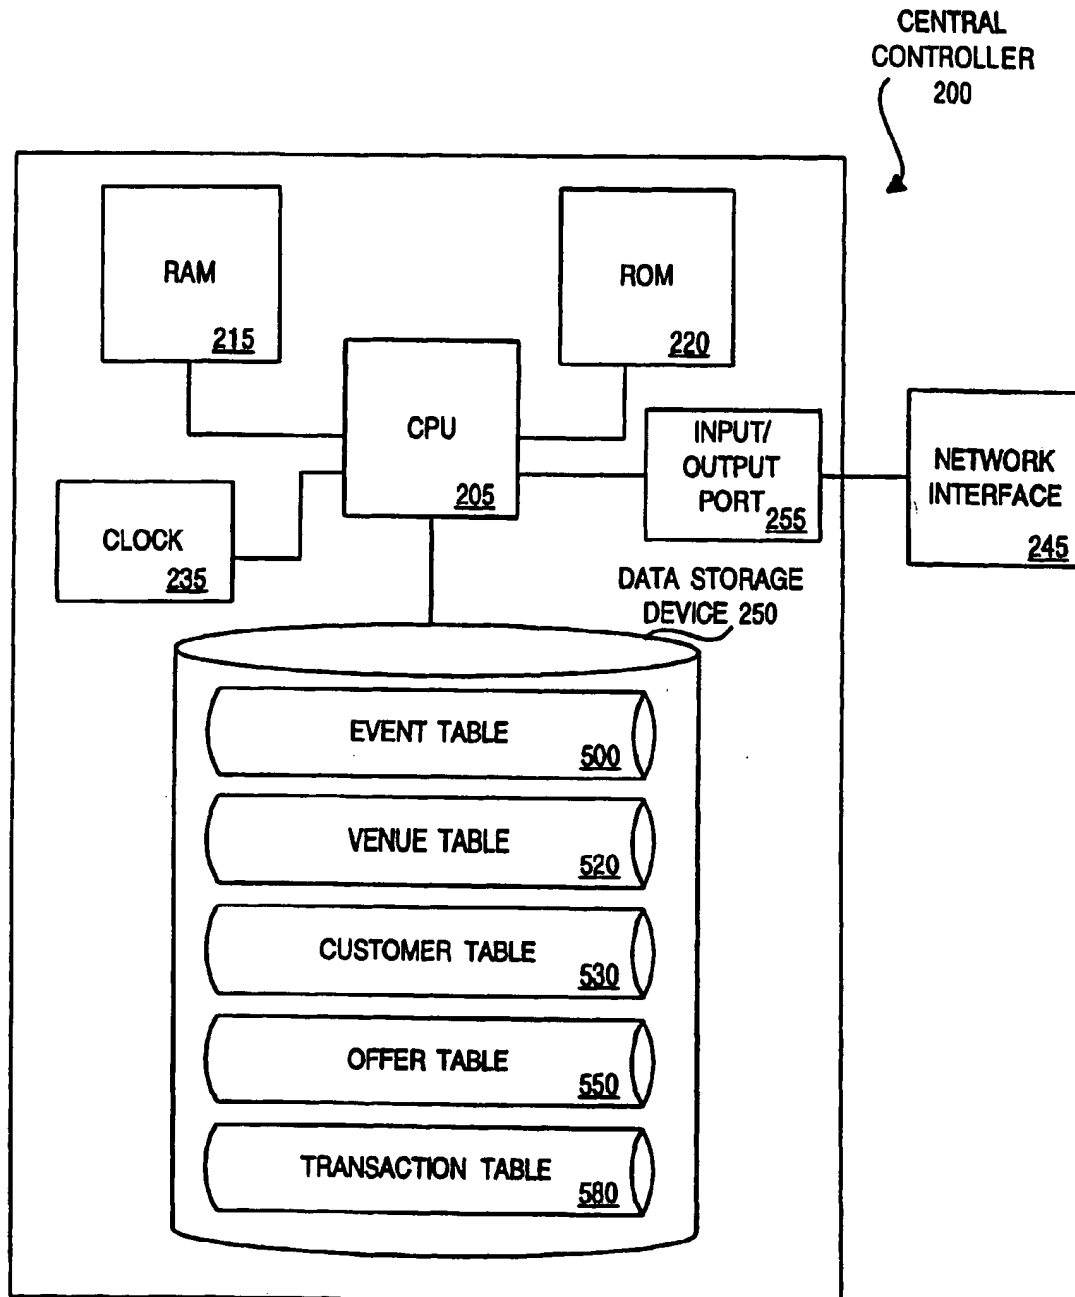 CENTRAL
CONTROLLER
200
RAM
215
ROM
220
CPU
205
INPUT/
OUTPUT
PORT 255
NETWORK
INTERFACE
245
CLOCK
235
DATA STORAGE
DEVICE 250
EVENT TABLE
500
VENUE TABLE
520
CUSTOMER TABLE
530
OFFER TABLE
550
TRANSACTION TABLE
580